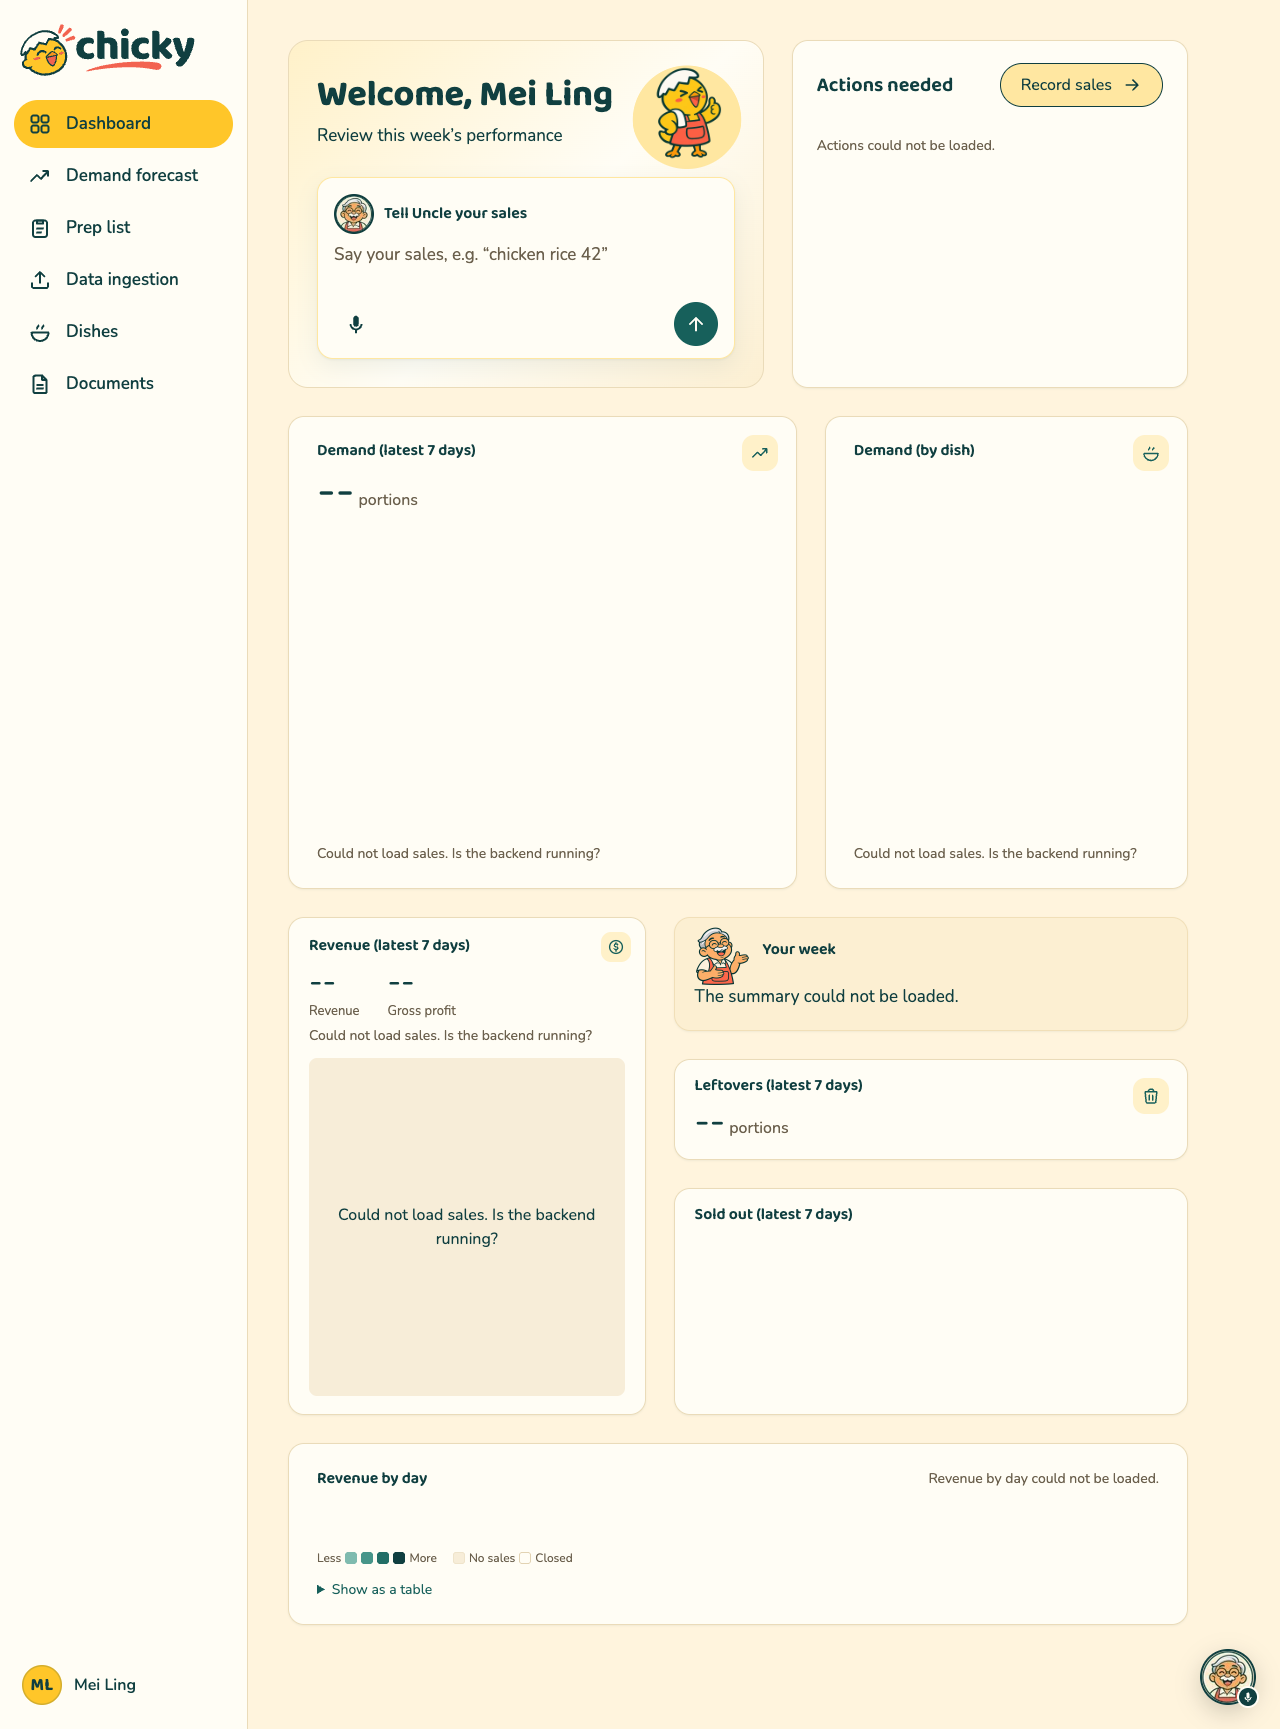 chicky
Dashboard
Demand forecast
Prep list
Data ingestion
Dishes
Documents
ML
Mei Ling
Welcome, Mei Ling
Review this week's performance
Tell Uncle your sales
Say your sales, e.g. “chicken rice 42”
Actions needed
Record sales
Actions could not be loaded.
Demand (latest 7 days)
-- portions
Could not load sales. Is the backend running?
Demand (by dish)
Could not load sales. Is the backend running?
Revenue (latest 7 days)
-- --
Revenue Gross profit
Could not load sales. Is the backend running?
Could not load sales. Is the backend
running?
Your week
The summary could not be loaded.
Leftovers (latest 7 days)
-- portions
Sold out (latest 7 days)
Revenue by day
Revenue by day could not be loaded.
Less More No sales Closed
Show as a table